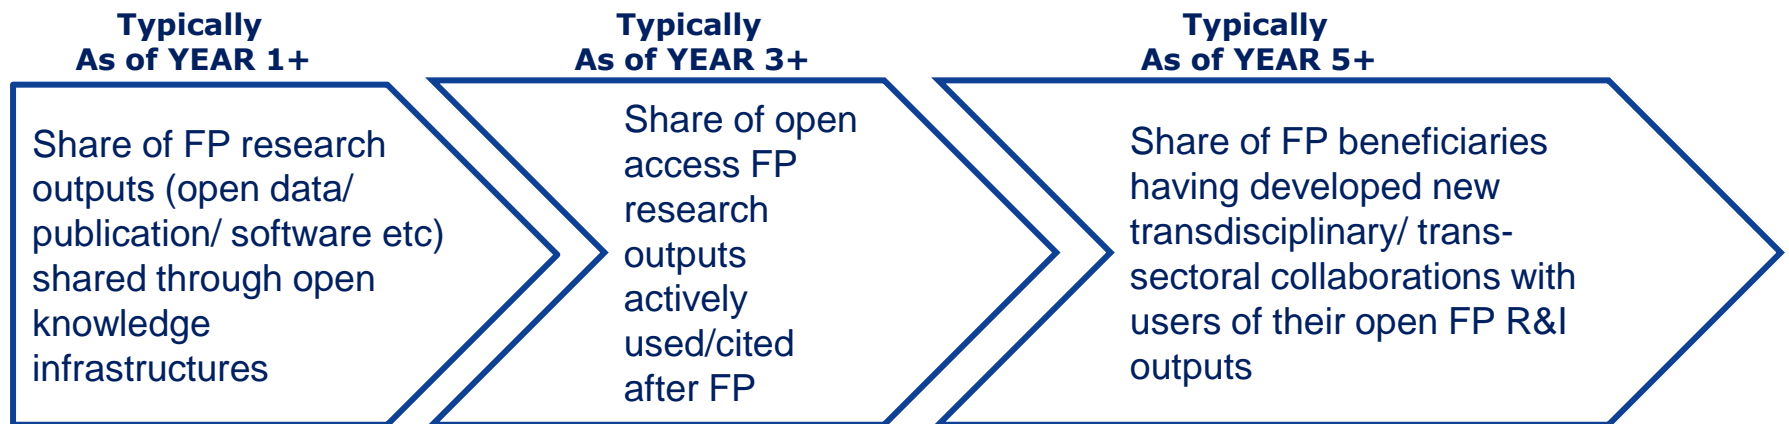 Typically
As of YEAR 1+
Share of FP research
outputs (open data/
publication/ software etc)
shared through open
knowledge
infrastructures
Typically
As of YEAR 3+
Share of open
access FP
research
outputs
actively
used/cited
after FP
Typically
As of YEAR 5+
Share of FP beneficiaries
having developed new
transdisciplinary/ trans-
sectoral collaborations with
users of their open FP R&I
outputs